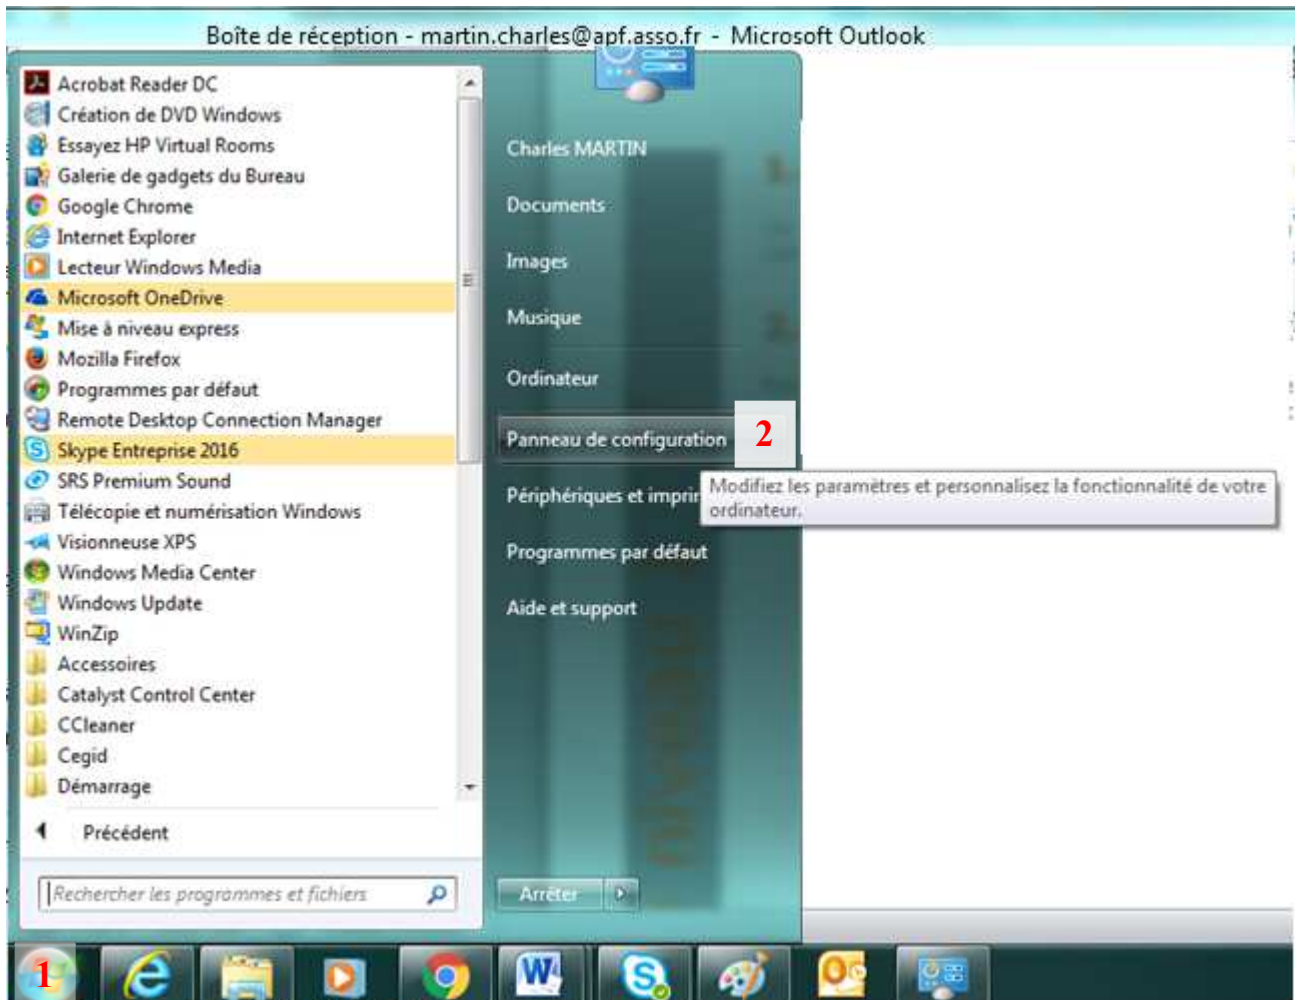 Boîte de réception - martin.charles@apf.asso.fr - Microsoft Outlook
Acrobat Reader DC
Création de DVD Windows
Essayez HP Virtual Rooms
Galerie de gadgets du Bureau
Google Chrome
Internet Explorer
Lecteur Windows Media
Microsoft OneDrive
Mise à niveau express
Mozilla Firefox
Programmes par défaut
Remote Desktop Connection Manager
Skype Entreprise 2016
SRS Premium Sound
Télécopie et numérisation Windows
Visionneuse XPS
Windows Media Center
Windows Update
WinZip
Accessoires
Catalyst Control Center
CCleaner
Cegid
Démarrage
Précédent
Rechercher les programmes et fichiers
Charles MARTIN
Documents
Images
Musique
Ordinateur
Panneau de configuration 2
Périphériques et imprir
Modifiez les paramètres et personnalisez la fonctionnalité de votre
ordinateur.
Programmes par défaut
Aide et support
Arrêter
1